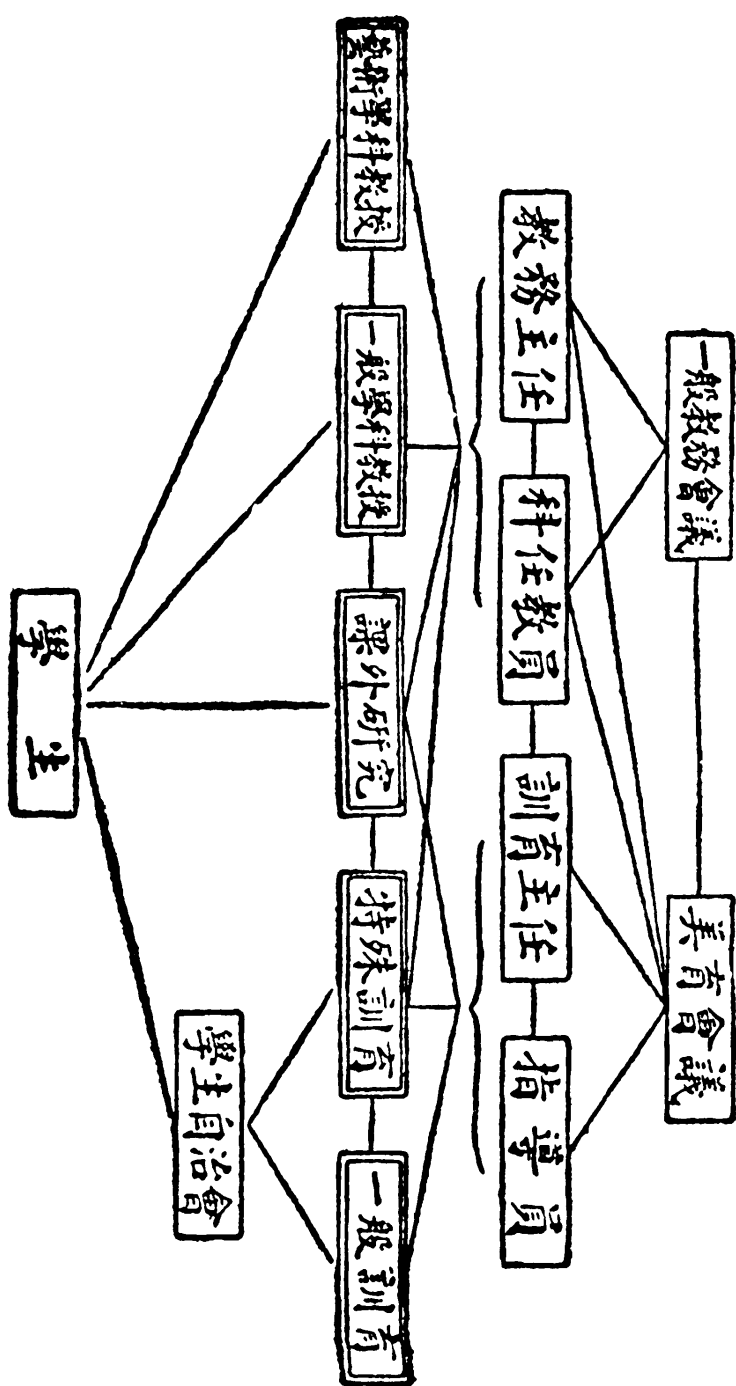 一般教務會議
美育會議
教務主任
科任教員
訓育主任
指導員
藝術學科教授
一般學科教授
課外研究
特殊訓育
一般訓育
學生自治會
學生